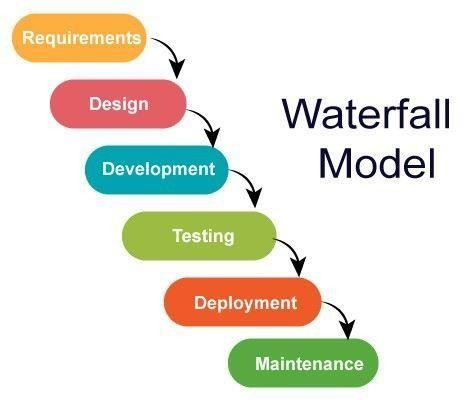 Requirements
Design
Waterfall
Model
Development
Testing
Deployment
Maintenance